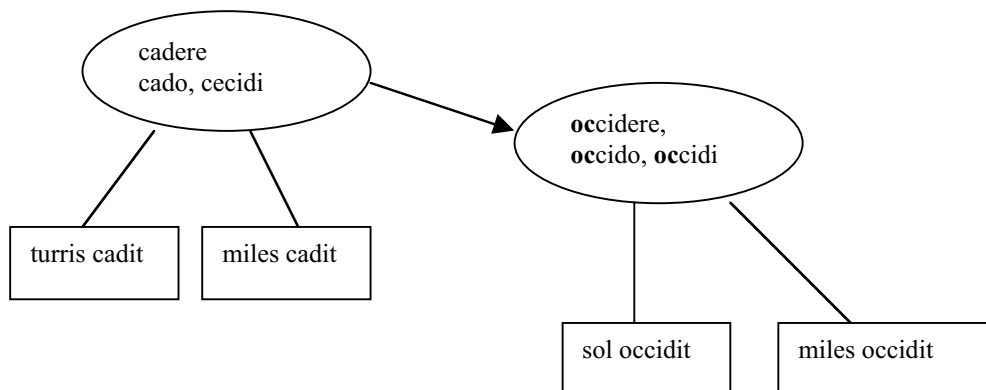 cadere
cado, cecidi
occidere,
occido, occidi
turris cadit
miles cadit
sol occidit
miles occidit